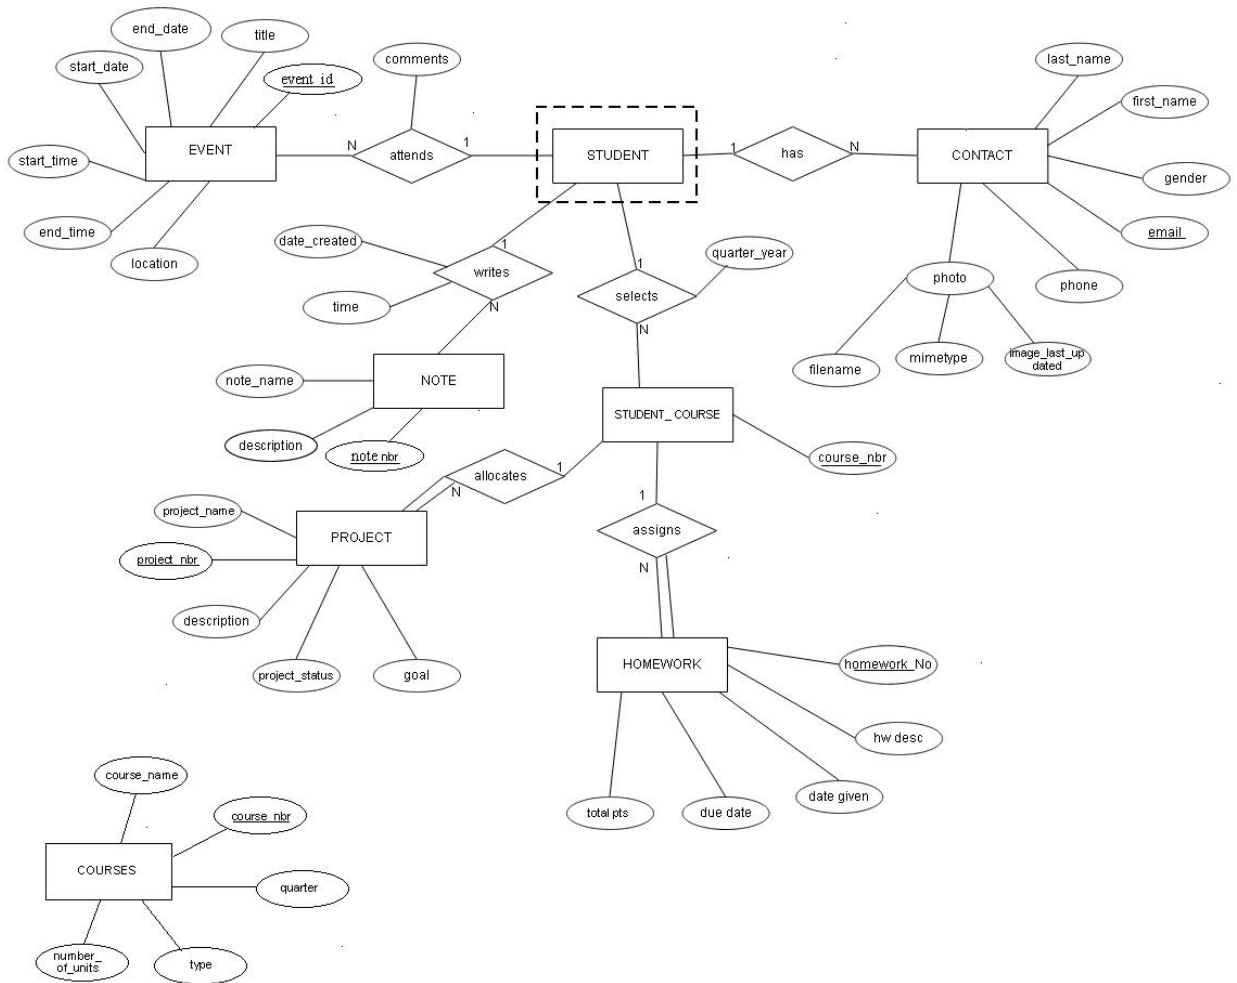 end_date
title
start_date
event id
comments
last_name
first_name
EVENT
N
attends
1
STUDENT
1
has
N
CONTACT
start_time
gender
end_time
location
email
date_created
1
writes
N
time
1
selects
N
quarter_year
photo
phone
filename
mimetype
image_last_up
dated
note_name
NOTE
description
note nbr
STUDENT_COURSE
course_nbr
allocates
1
N
project_name
PROJECT
project_nbr
description
project_status
goal
1
assigns
N
HOMEWORK
homework_No
hw desc
date given
due date
total pts
course_name
course_nbr
COURSES
quarter
number_
of_units
type